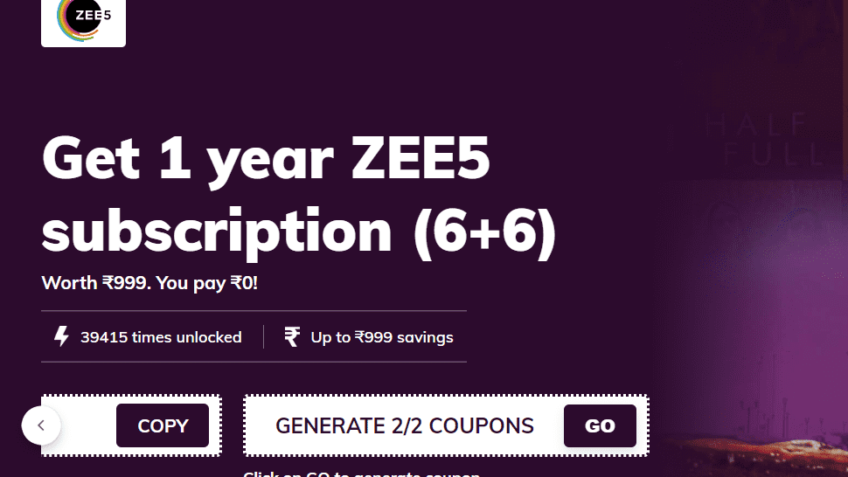 ZEE5
HALF
FULL
Get 1 year ZEE5
subscription (6+6)
Worth ₹999. You pay ₹0!
39415 times unlocked
₹ Up to ₹999 savings
COPY
GENERATE 2/2 COUPONS
GO
Click on GO to generate coupon